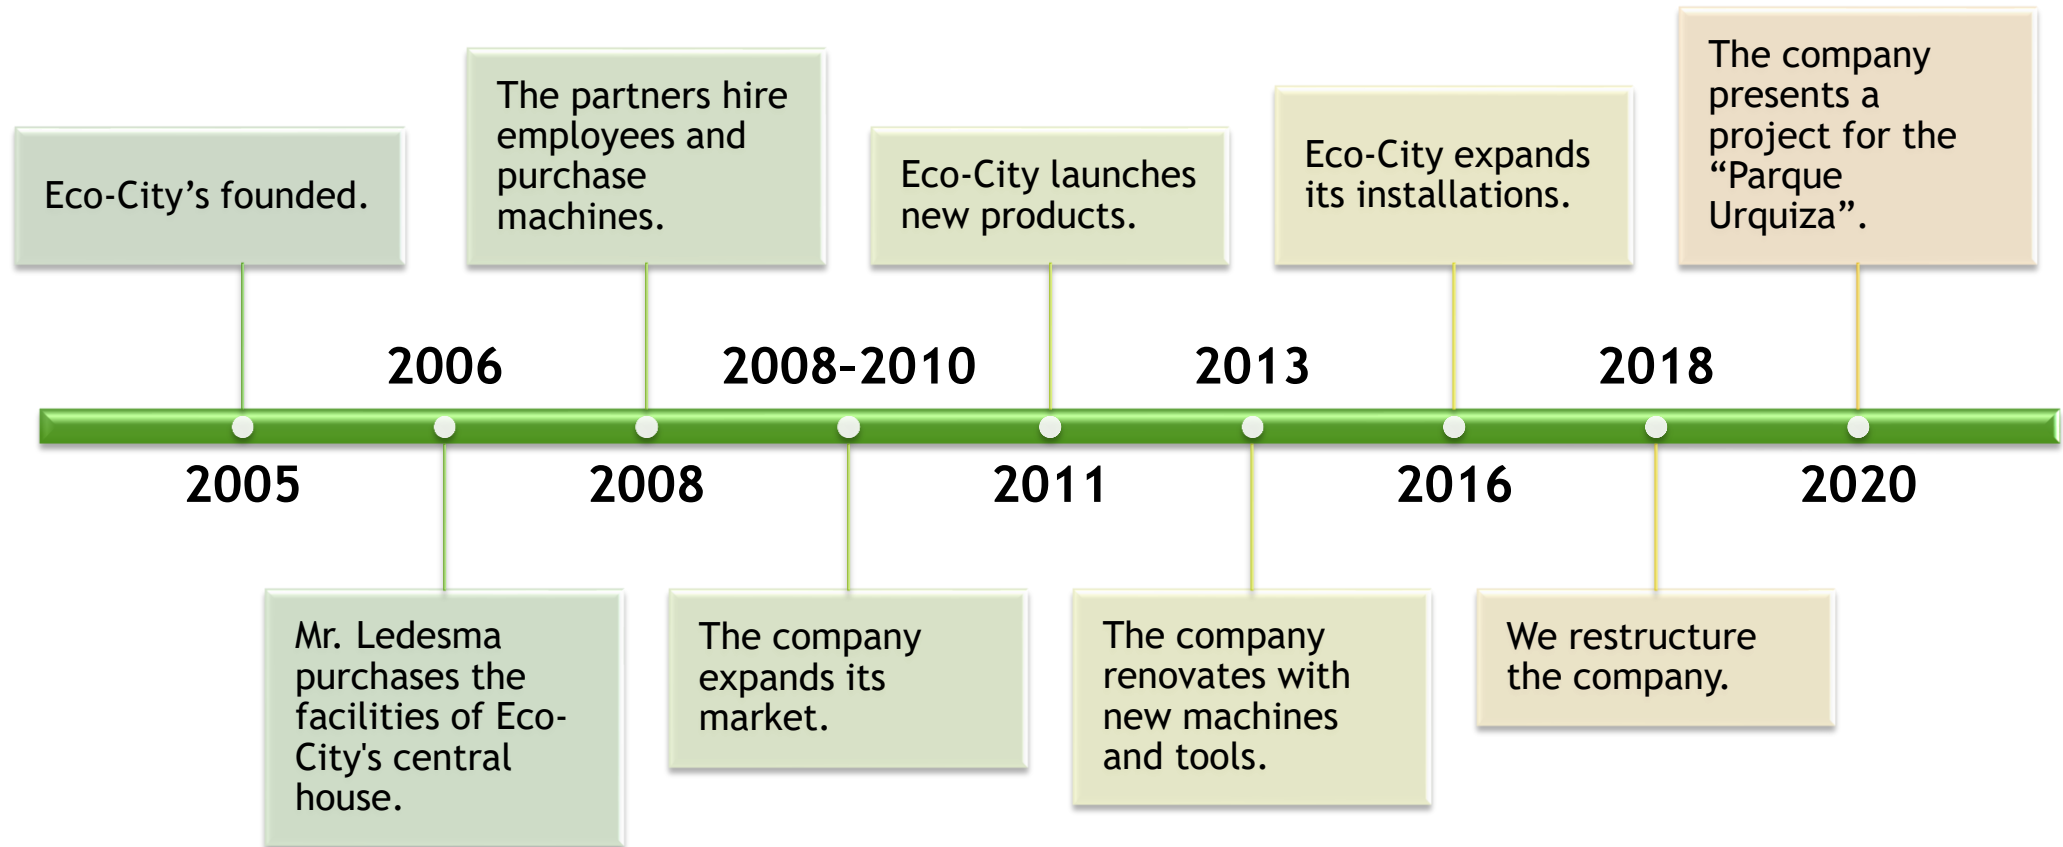 Eco-City’s founded.
The partners hire
employees and
purchase
machines.
Eco-City launches
new products.
Eco-City expands
its installations.
The company
presents a
project for the
“Parque
Urquiza”.
2006
2008-2010
2013
2018
2005
2008
2011
2016
2020
Mr. Ledesma
purchases the
facilities of Eco-
City's central
house.
The company
expands its
market.
The company
renovates with
new machines
and tools.
We restructure
the company.